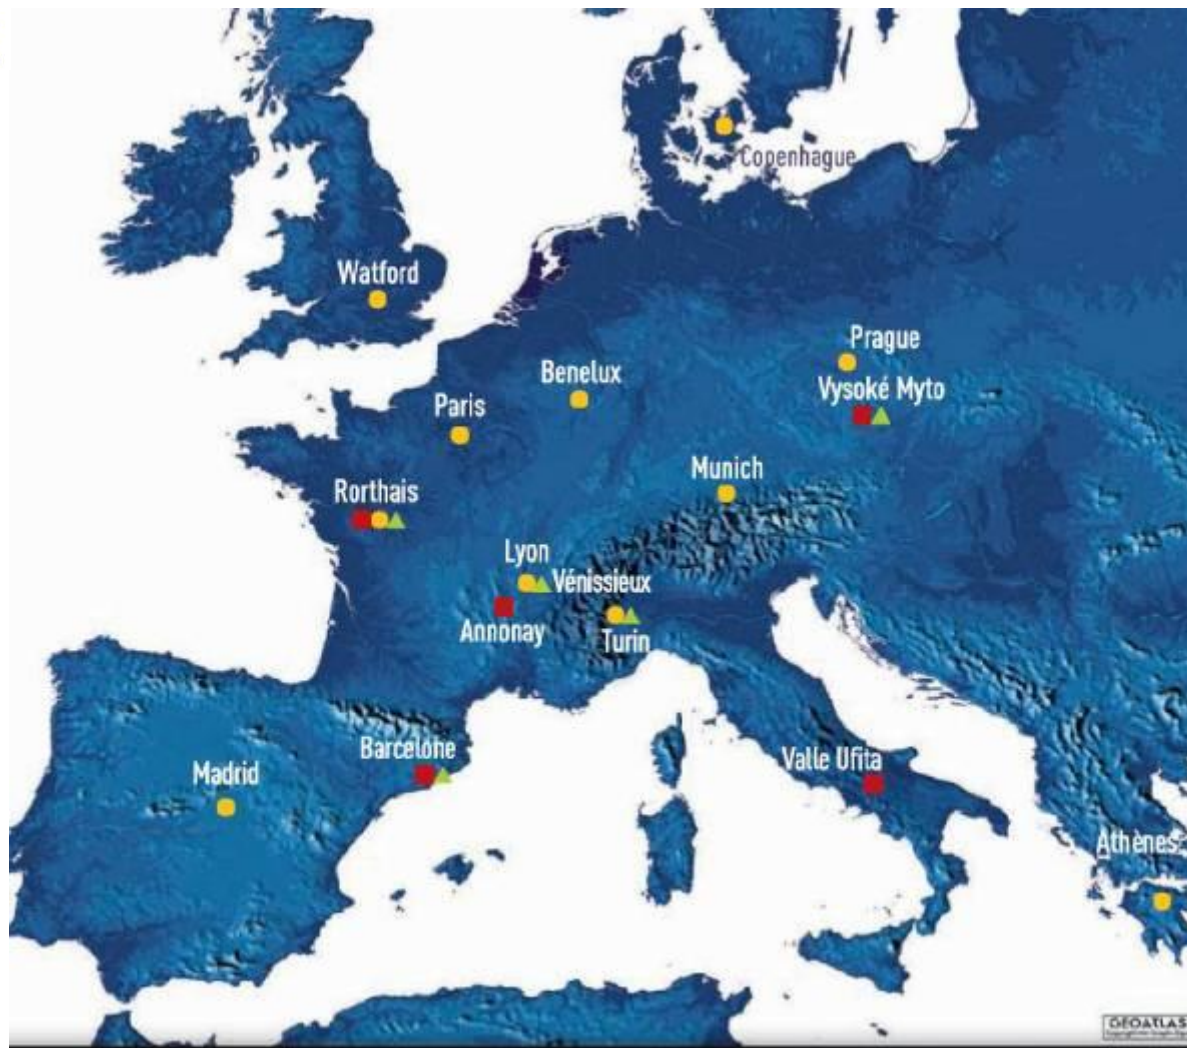 Copenhague
Watford
Prague
Benelux
Vysoké Myto
Paris
Munich
Rorthais
Lyon
Vénissieux
Annonay
Turin
Barcelone
Valle Ufita
Madrid
Athènes
GEOATLAS